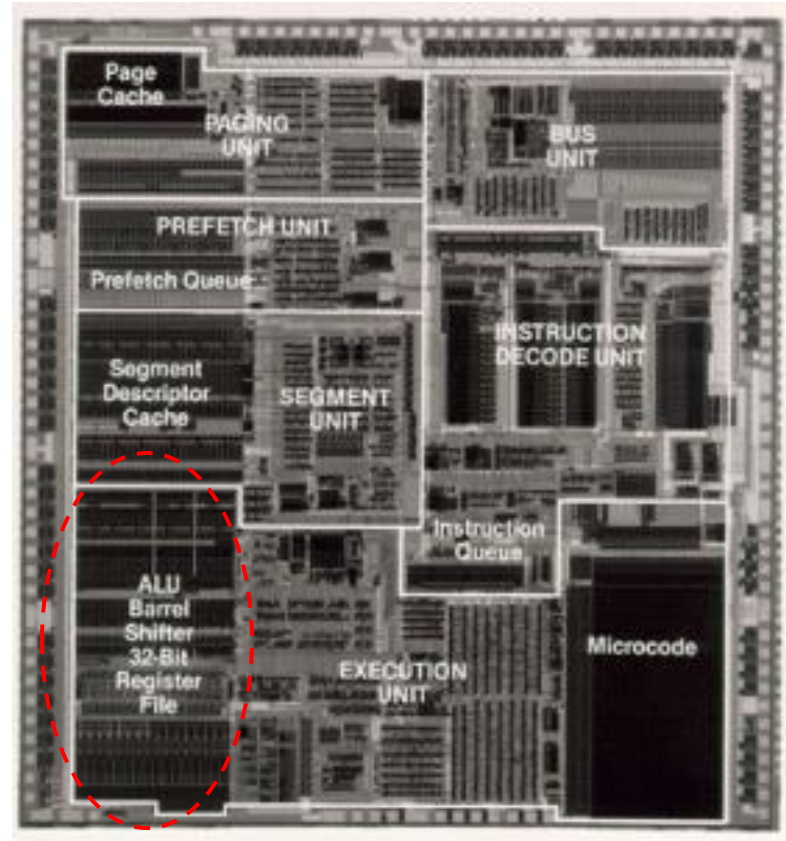 Page
Cache
PAGING
UNIT
BUS
UNIT
PREFETCH UNIT
Prefetch Queue
INSTRUCTION
DECODE UNIT
Segment
Descriptor
Cache
SEGMENT
UNIT
Instruction
Queue
ALU
Barrel
Shifter
32-Bit
Register
File
EXECUTION
UNIT
Microcode